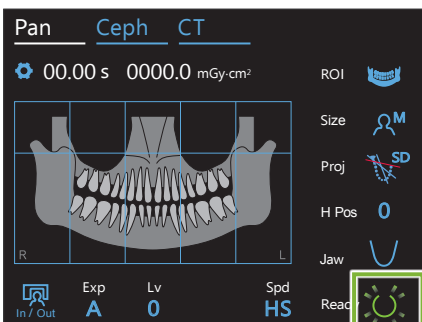 Pan Ceph CT
00.00 s 0000.0 mGy·cm²
ROI
Size M
Proj SD
H Pos 0
R L
Jaw
In / Out
Exp Lv Spd
A 0 HS